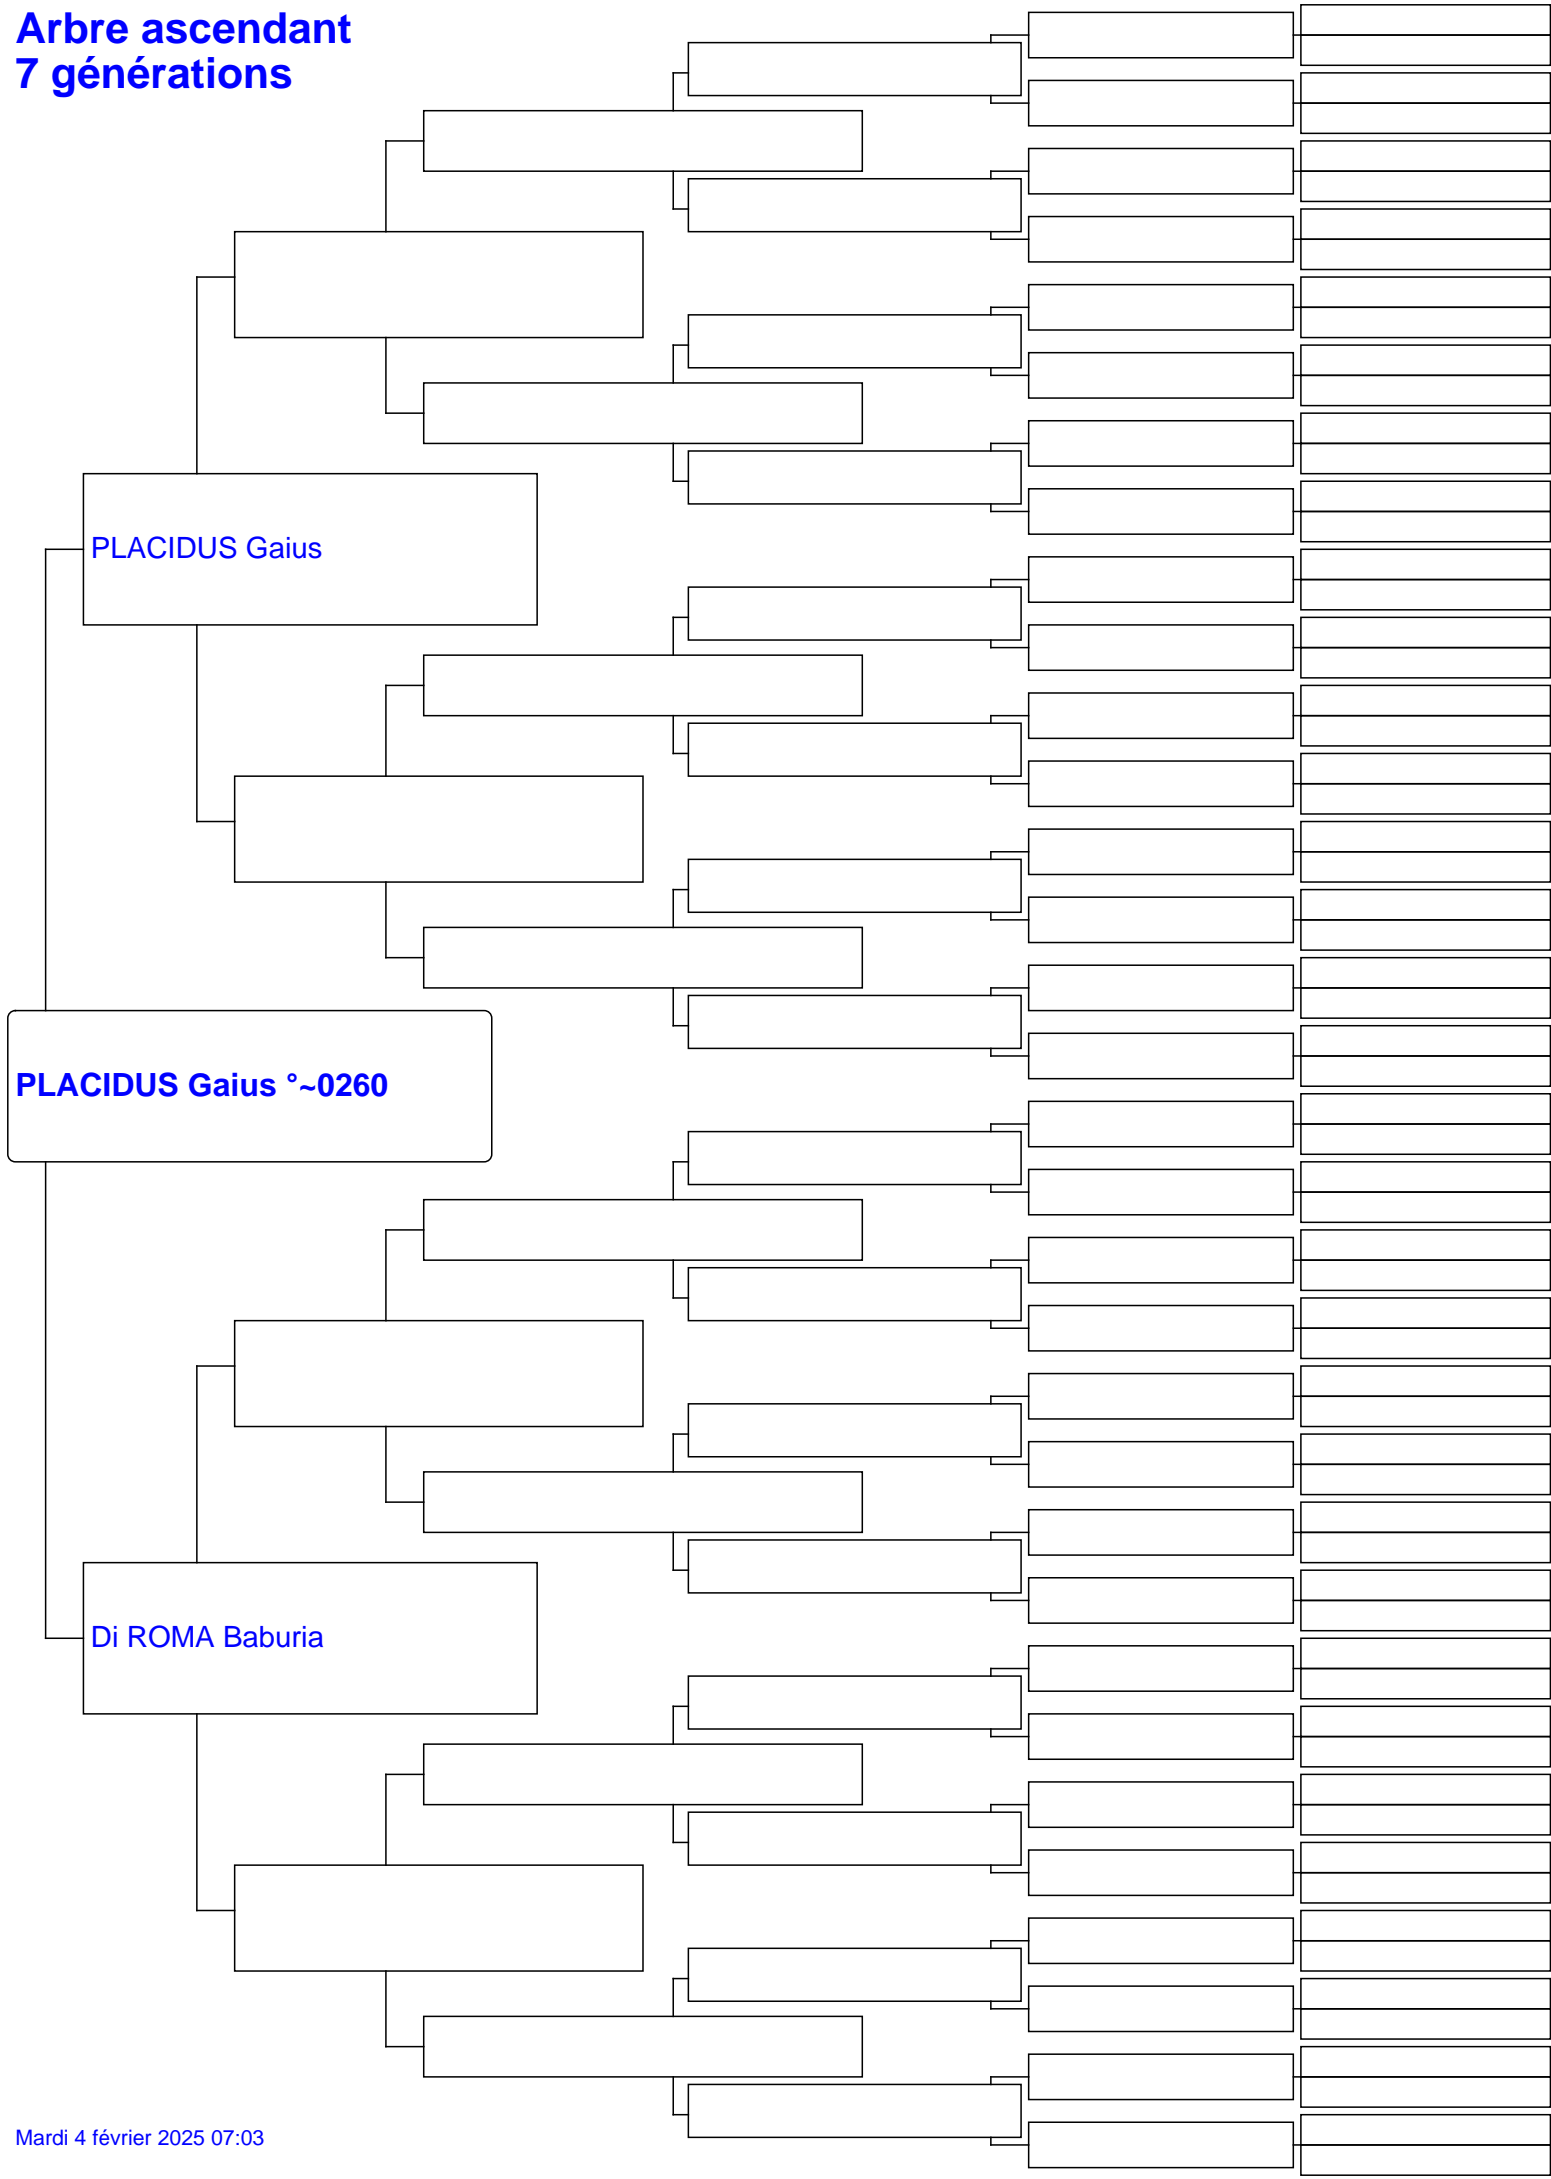 Arbre ascendant
7 générations
PLACIDUS Gaius
PLACIDUS Gaius °~0260
Di ROMA Baburia
Mardi 4 février 2025 07:03